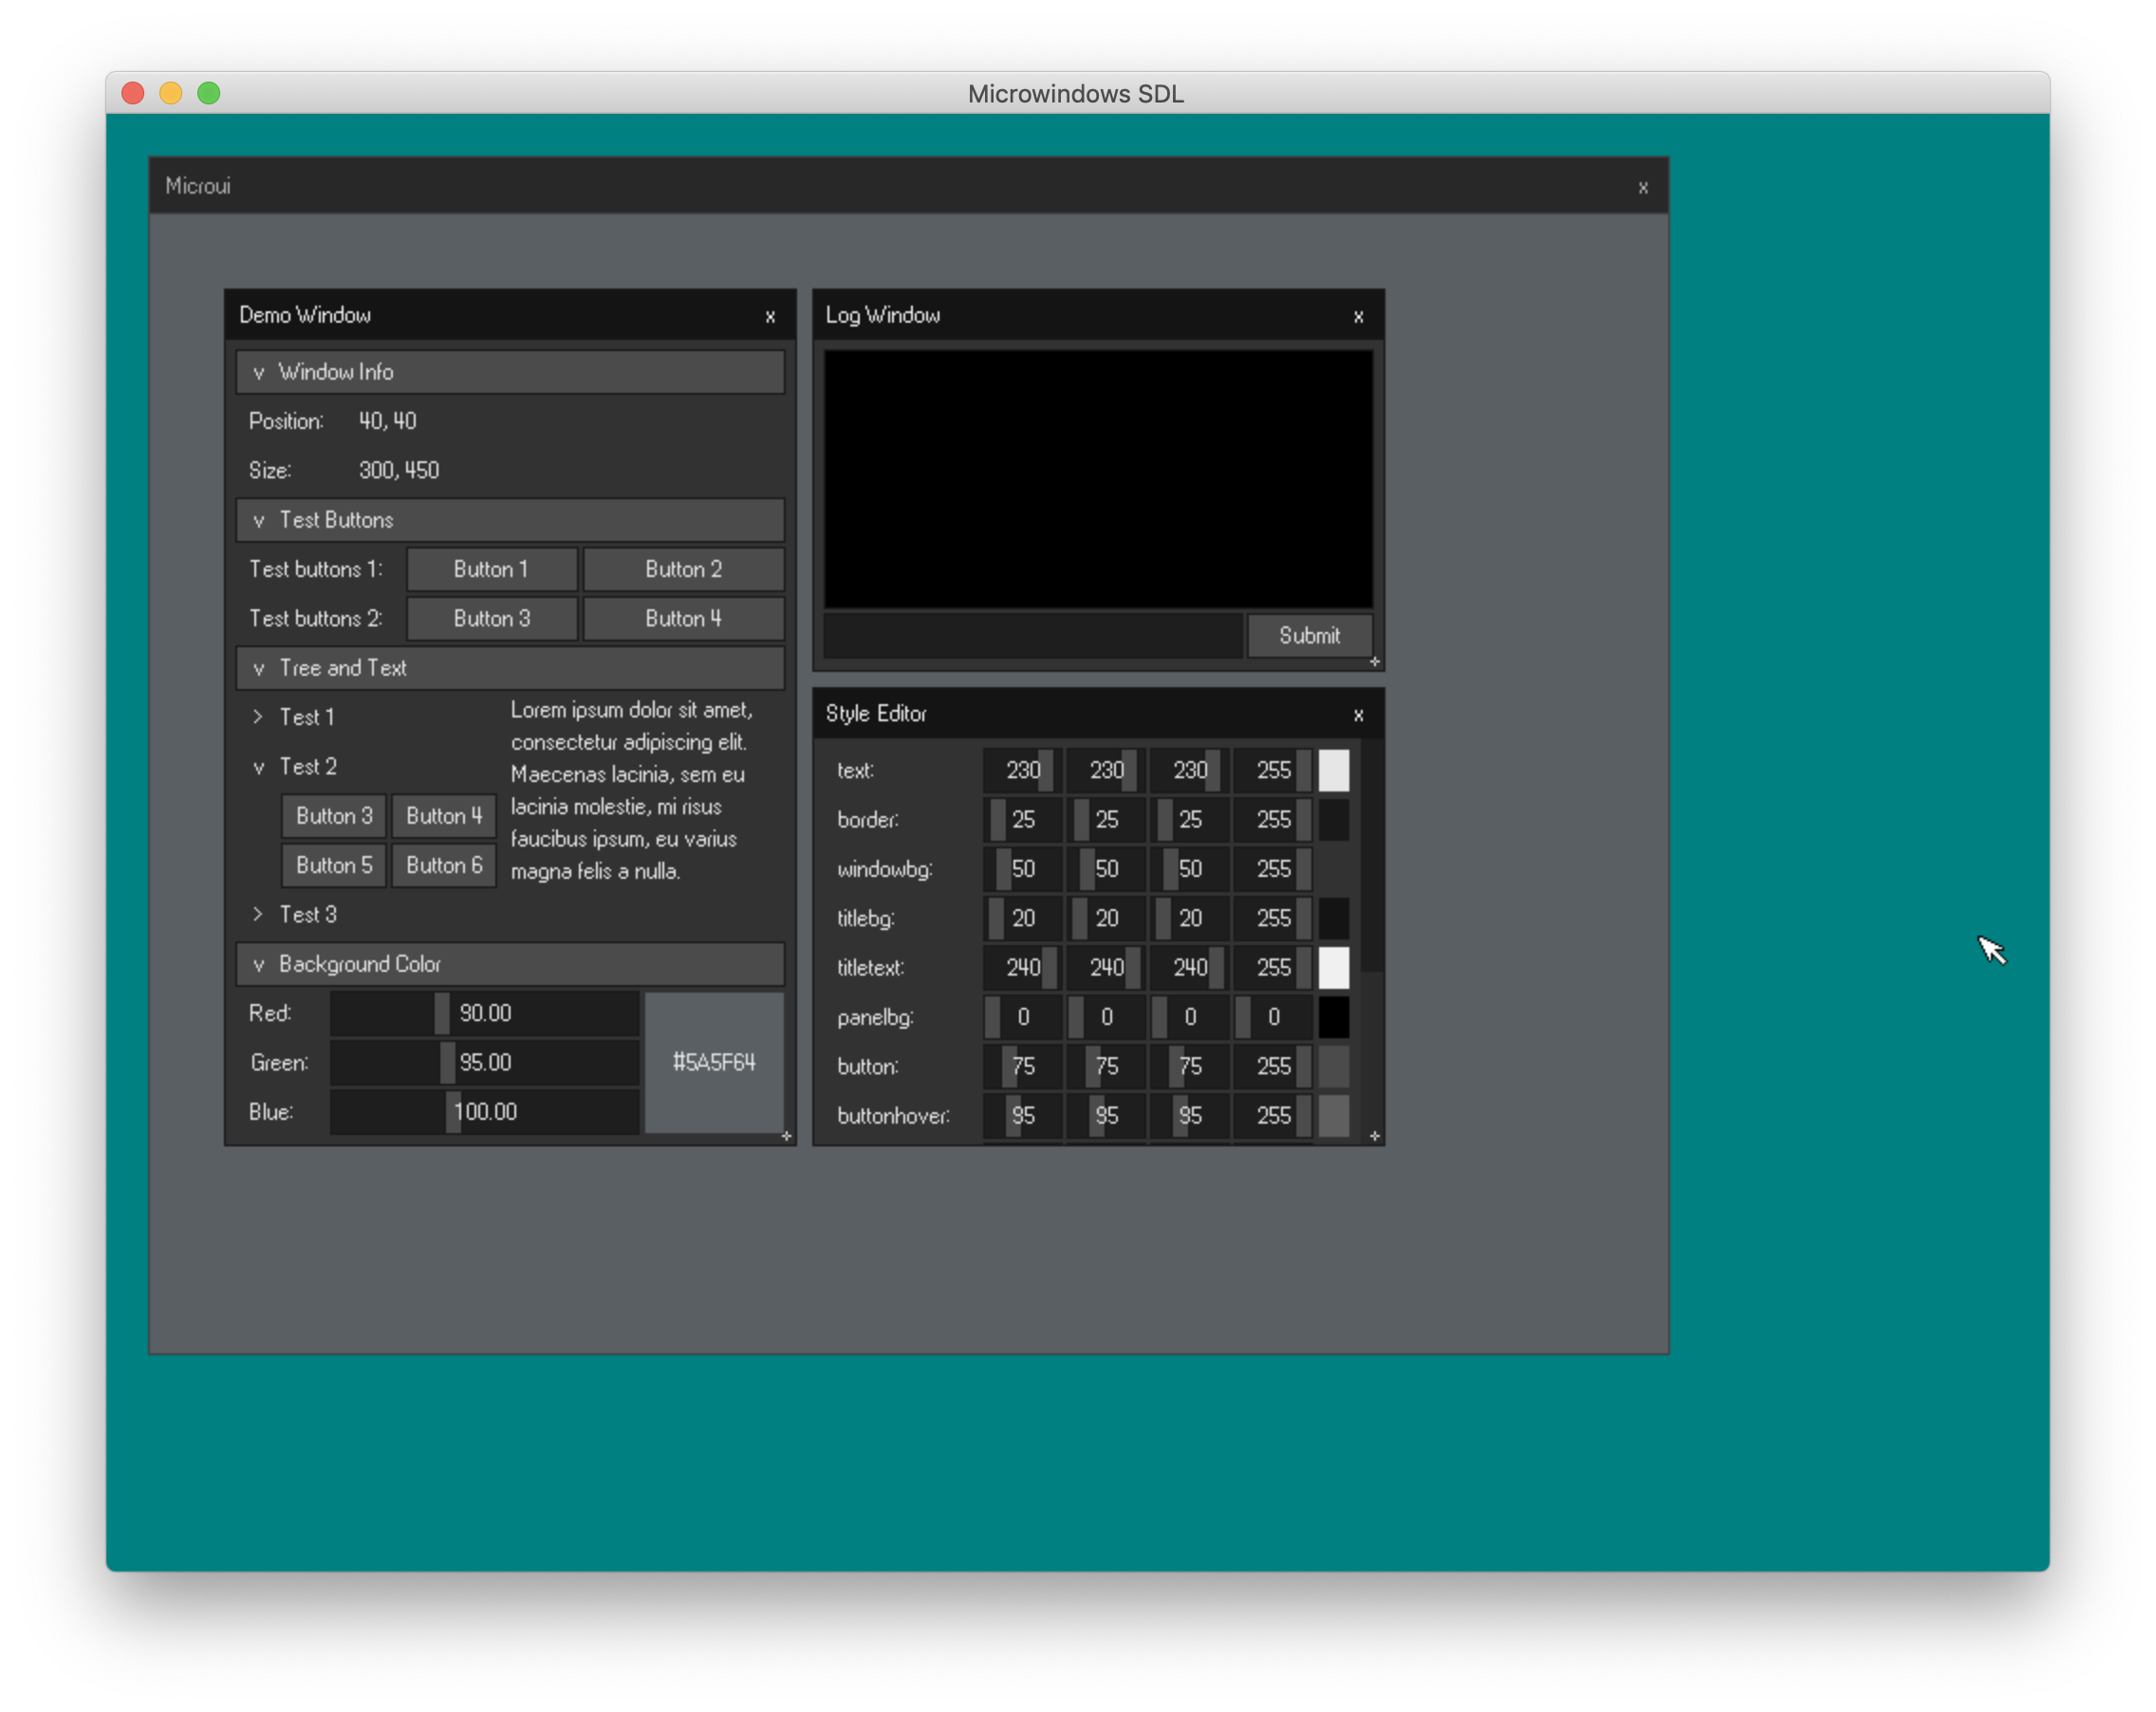 Microwindows SDL
Microui x
Demo Window x
v Window Info
Position: 40, 40
Size: 300, 450
v Test Buttons
Test buttons 1: Button 1 Button 2
Test buttons 2: Button 3 Button 4
v Tree and Text
> Test 1
v Test 2
Button 3 Button 4
Button 5 Button 6
> Test 3
Lorem ipsum dolor sit amet,
consectetur adipiscing elit.
Maecenas lacinia, sem eu
lacinia molestie, mi risus
faucibus ipsum, eu varius
magna felis a nulla.
v Background Color
Red: 90.00
Green: 95.00
Blue: 100.00
#5A5F64
Log Window x
Submit
Style Editor x
text: 230 230 230 255
border: 25 25 25 255
windowbg: 50 50 50 255
titlebg: 20 20 20 255
titletext: 240 240 240 255
panelbg: 0 0 0 0
button: 75 75 75 255
buttonhover: 95 95 95 255